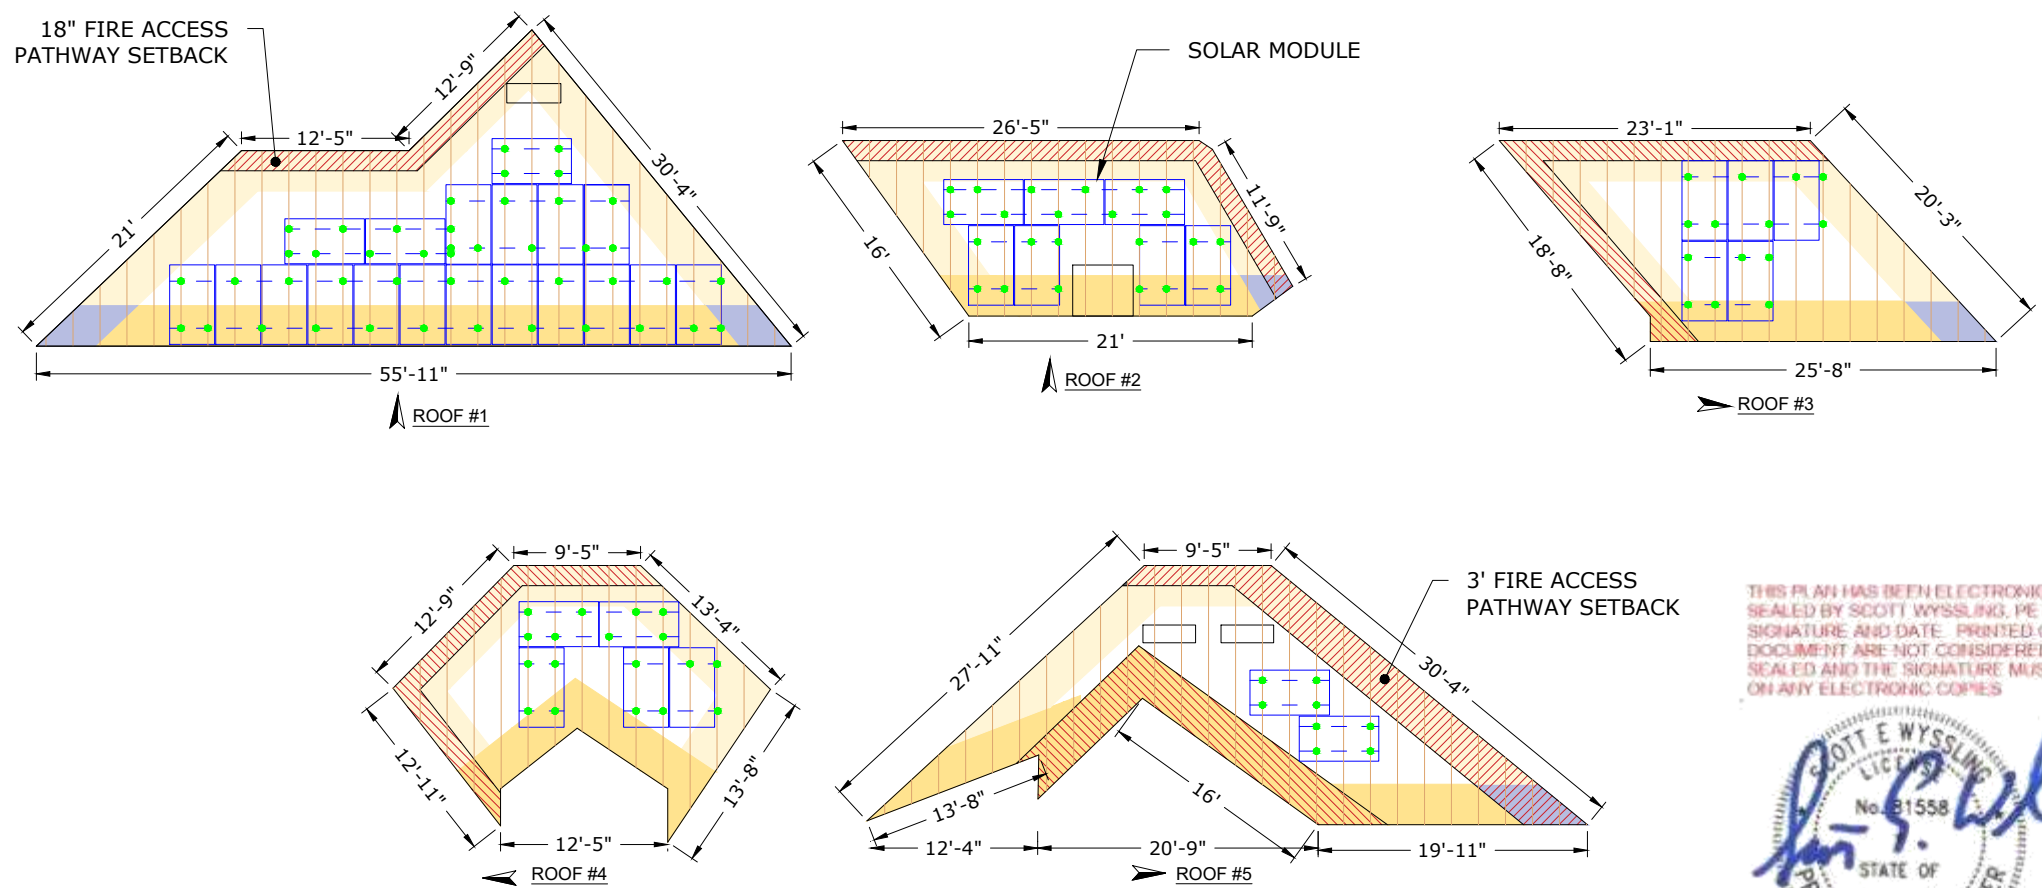 18" FIRE ACCESS
PATHWAY SETBACK
12'-9"
12'-5"
21'
30'-4"
55'-11"
ROOF #1
SOLAR MODULE
26'-5"
11'-9"
16'
21'
ROOF #2
23'-1"
20'-3"
18'-8"
25'-8"
ROOF #3
9'-5"
12'-9"
13'-4"
12'-11"
13'-8"
12'-5"
ROOF #4
9'-5"
27'-11"
30'-4"
3' FIRE ACCESS
PATHWAY SETBACK
13'-8"
16'
12'-4"
20'-9"
19'-11"
ROOF #5
THIS PLAN HAS BEEN ELECTRONIC
SEALED BY SCOTT WYSSLING, PE
SIGNATURE AND DATE. PRINTED
DOCUMENT ARE NOT CONSIDERED
SEALED AND THE SIGNATURE MUS
ON ANY ELECTRONIC COPIES
SCOTT E WYSSLING
No. 81558
STATE OF